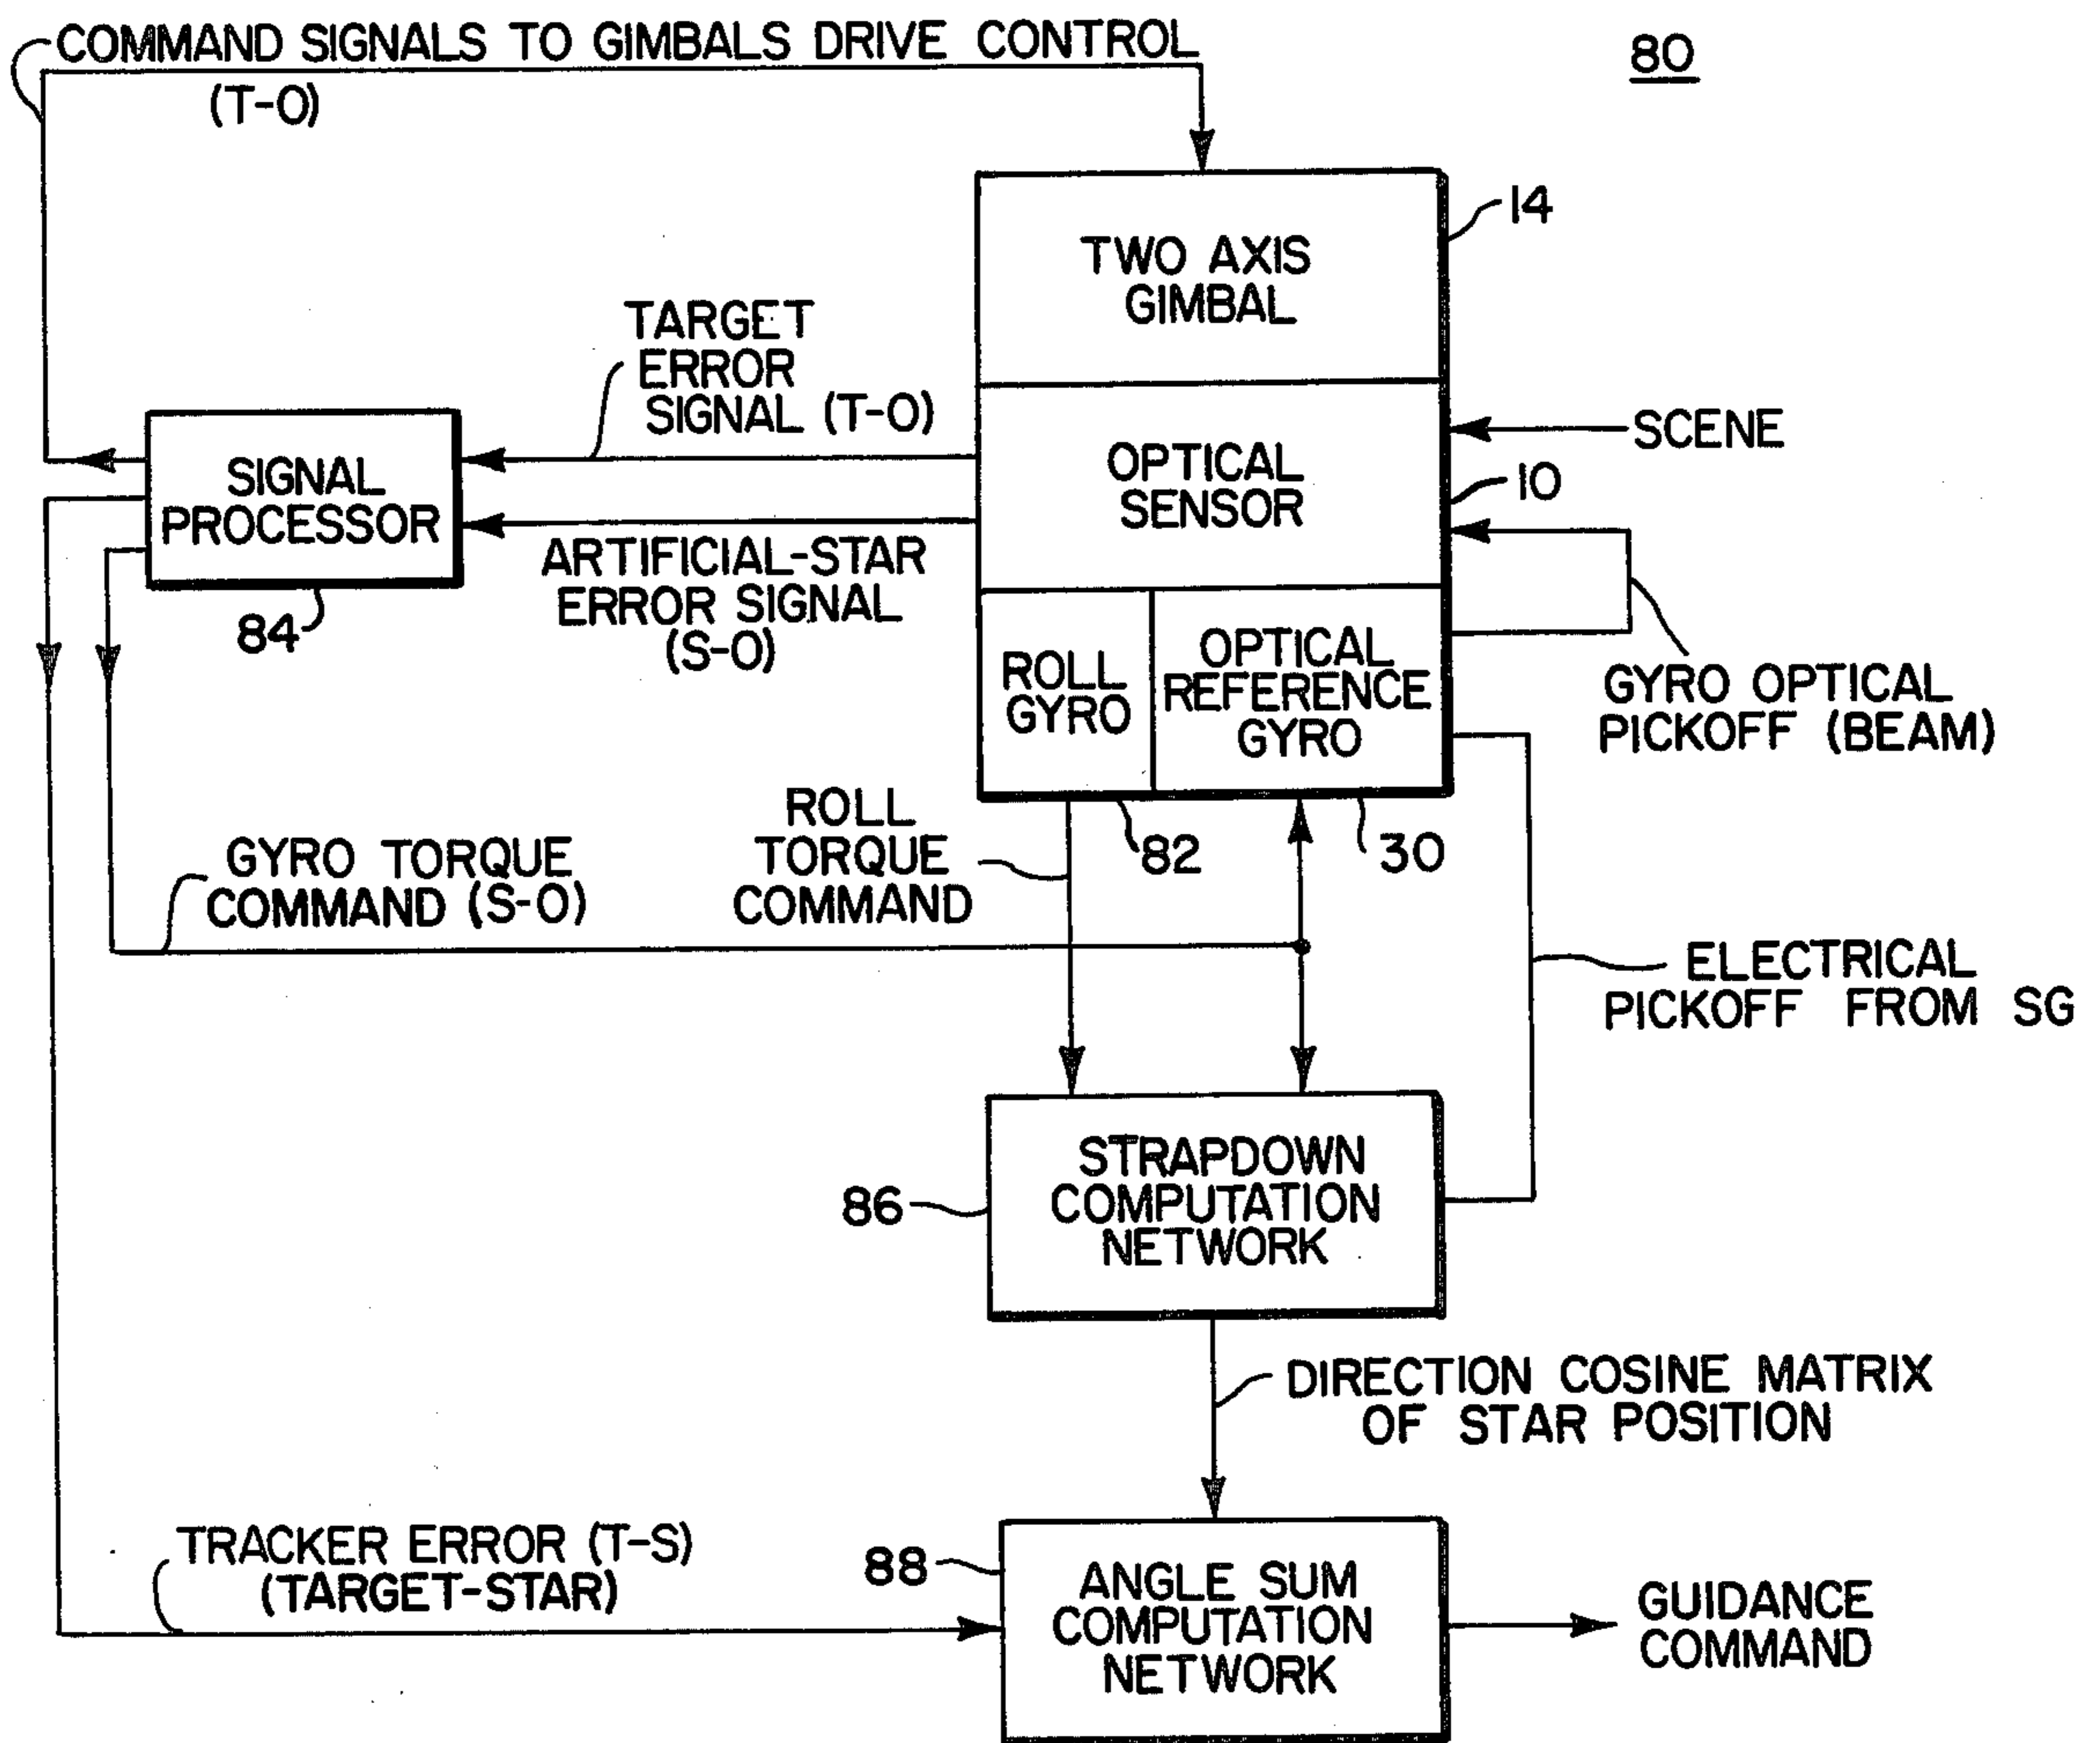 COMMAND SIGNALS TO GIMBALS DRIVE CONTROL
(T-O)
80
14
TWO AXIS
GIMBAL
TARGET
ERROR
SIGNAL (T-O)
SCENE
OPTICAL
SENSOR
10
SIGNAL
PROCESSOR
84
ARTIFICIAL-STAR
ERROR SIGNAL
(S-O)
ROLL
GYRO
OPTICAL
REFERENCE
GYRO
GYRO OPTICAL
PICKOFF (BEAM)
82
30
GYRO TORQUE
COMMAND (S-O)
ROLL
TORQUE
COMMAND
ELECTRICAL
PICKOFF FROM SG
86
STRAPDOWN
COMPUTATION
NETWORK
DIRECTION COSINE MATRIX
OF STAR POSITION
TRACKER ERROR (T-S)
(TARGET-STAR)
88
ANGLE SUM
COMPUTATION
NETWORK
GUIDANCE
COMMAND